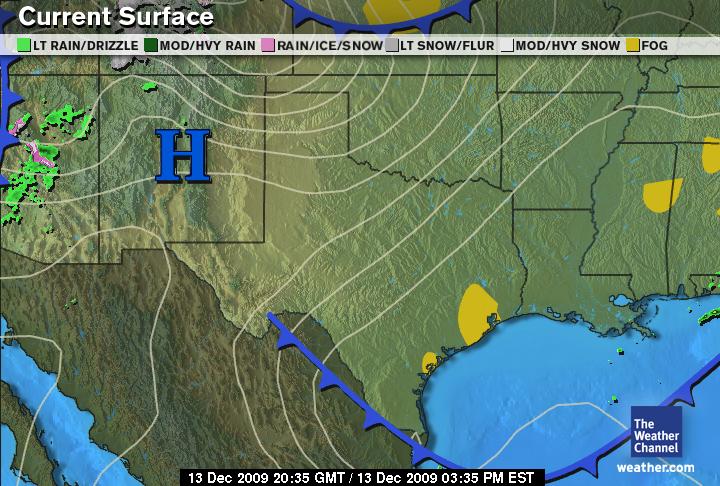 Current Surface
LT RAIN/DRIZZLE MOD/HVY RAIN RAIN/ICE/SNOW LT SNOW/FLUR MOD/HVY SNOW FOG
H
The
Weather
Channel
weather.com
13 Dec 2009 20:35 GMT / 13 Dec 2009 03:35 PM EST